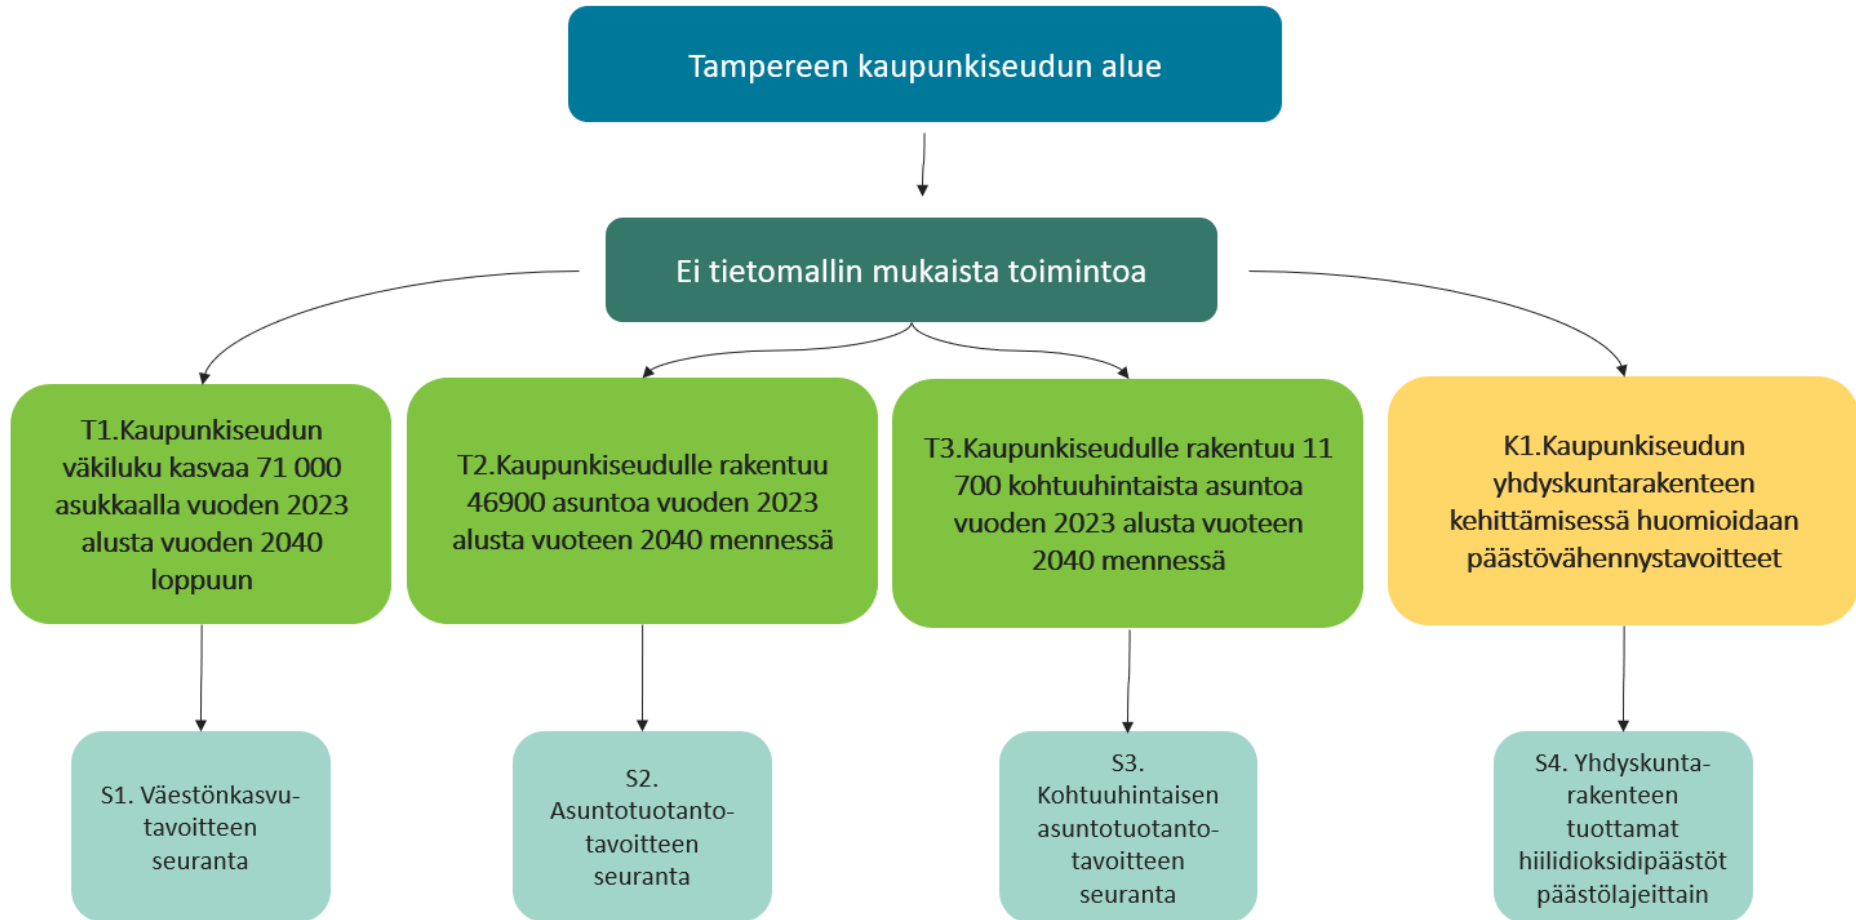 Tampereen kaupunkiseudun alue
Ei tietomallin mukaista toimintoa
T1.Kaupunkiseudun
väkiluku kasvaa 71 000
asukkaalla vuoden 2023
alusta vuoden 2040
loppuun
T2.Kaupunkiseudulle rakentuu
46900 asuntoa vuoden 2023
alusta vuoteen 2040 mennessä
T3.Kaupunkiseudulle rakentuu 11
700 kohtuuhintaista asuntoa
vuoden 2023 alusta vuoteen
2040 mennessä
K1.Kaupunkiseudun
yhdyskuntarakenteen
kehittämisessä huomioidaan
päästövähennystavoitteet
S1. Väestönkasvu-
tavoitteen
seuranta
S2.
Asuntotuotanto-
tavoitteen
seuranta
S3.
Kohtuuhintaisen
asuntotuotanto-
tavoitteen
seuranta
S4. Yhdyskunta-
rakenteen
tuottamat
hiilidioksidipäästöt
päästölajeittain